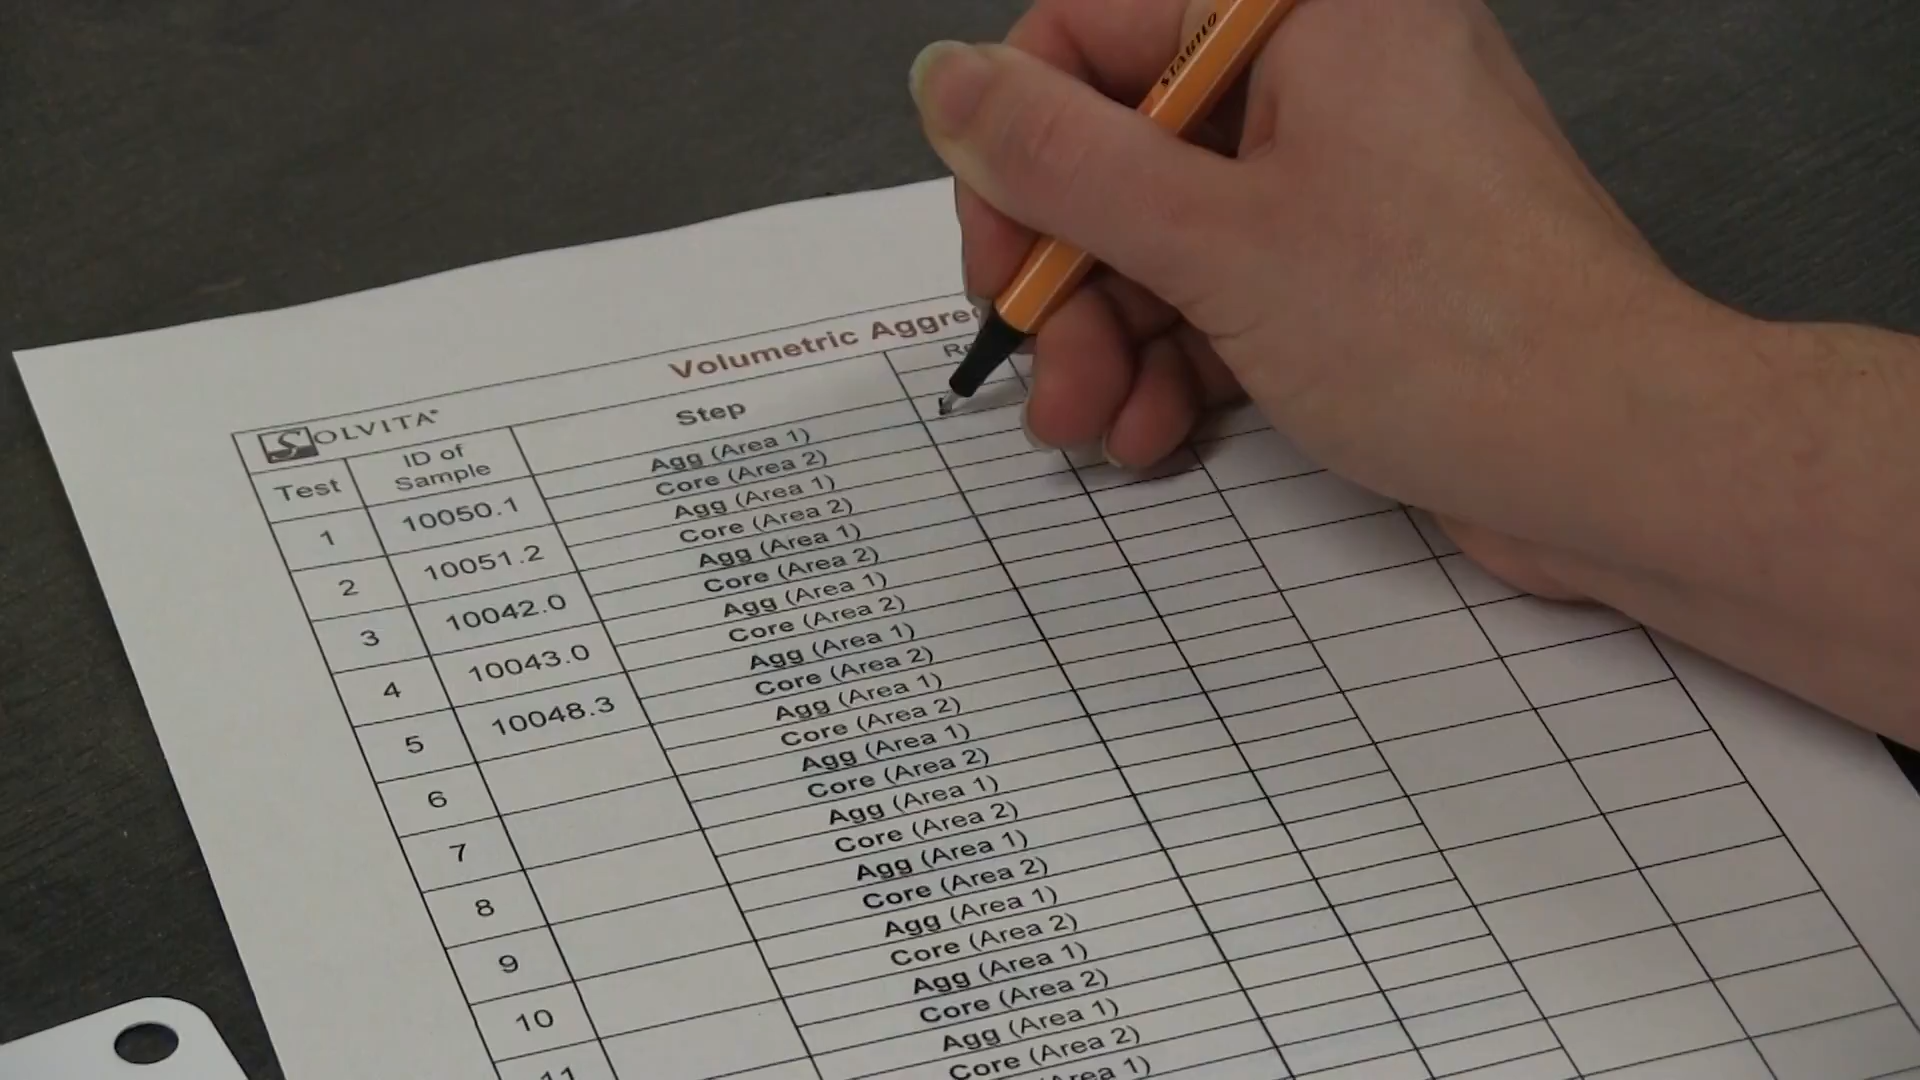 STABILO
Volumetric
SOLVITA
Test
ID of
Sample
Step
1
10050.1
Agg (Area 1)
Core (Area 2)
2
10051.2
Agg (Area 1)
Core (Area 2)
3
10042.0
Agg (Area 1)
Core (Area 2)
4
10043.0
Agg (Area 1)
Core (Area 2)
5
10048.3
Agg (Area 1)
Core (Area 2)
6
Agg (Area 1)
Core (Area 2)
7
Agg (Area 1)
Core (Area 2)
8
Agg (Area 1)
Core (Area 2)
9
Agg (Area 1)
Core (Area 2)
10
Agg (Area 1)
Core (Area 2)
11
Agg (Area 1)
Core (Area 2)